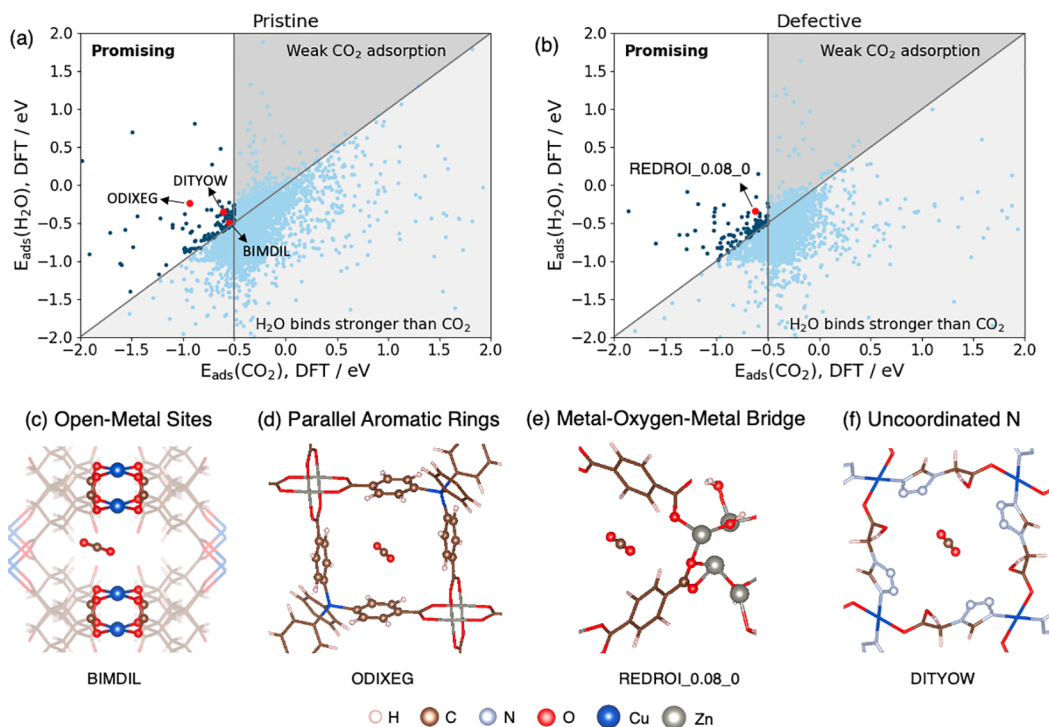 Pristine
Defective
(a)
(b)
2.0
1.5
1.0
0.5
0.0
−0.5
−1.0
−1.5
−2.0
E_ads(H₂O), DFT / eV
Promising
Weak CO₂ adsorption
DITYOW
ODIXEG
BIMDIL
H₂O binds stronger than CO₂
−2.0 −1.5 −1.0 −0.5 0.0 0.5 1.0 1.5 2.0
E_ads(CO₂), DFT / eV
2.0
1.5
1.0
0.5
0.0
−0.5
−1.0
−1.5
−2.0
E_ads(H₂O), DFT / eV
Promising
Weak CO₂ adsorption
REDROI_0.08_0
H₂O binds stronger than CO₂
−2.0 −1.5 −1.0 −0.5 0.0 0.5 1.0 1.5 2.0
E_ads(CO₂), DFT / eV
(c) Open-Metal Sites
(d) Parallel Aromatic Rings
(e) Metal-Oxygen-Metal Bridge
(f) Uncoordinated N
BIMDIL
ODIXEG
REDROI_0.08_0
DITYOW
H C N O Cu Zn